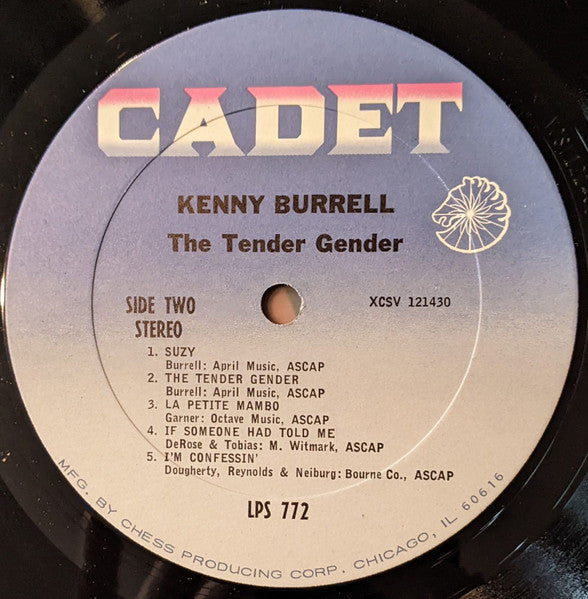 CADET
KENNY BURRELL
The Tender Gender
SIDE TWO
STEREO
XCSV 121430
1. SUZY
Burrell: April Music, ASCAP
2. THE TENDER GENDER
Burrell: April Music, ASCAP
3. LA PETITE MAMBO
Garner: Octave Music, ASCAP
4. IF SOMEONE HAD TOLD ME
DeRose & Tobias: M. Witmark, ASCAP
5. I'M CONFESSIN'
Dougherty, Reynolds & Neiburg: Bourne Co., ASCAP
LPS 772
MFG. BY CHESS PRODUCING CORP. CHICAGO, IL 60616